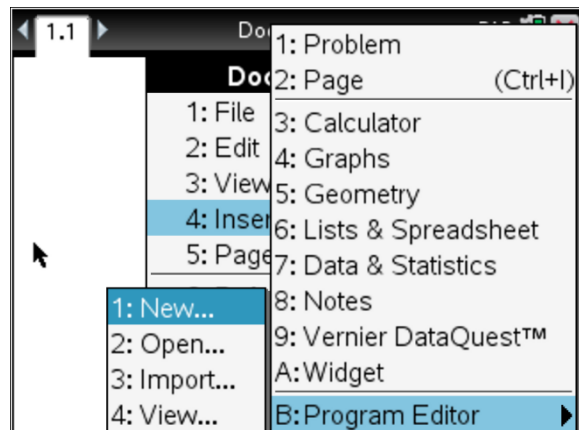 1.1
Do
Doc
1: File
2: Edit
3: View
4: Inser
5: Page
1: Problem
2: Page (Ctrl+I)
3: Calculator
4: Graphs
5: Geometry
6: Lists & Spreadsheet
7: Data & Statistics
8: Notes
9: Vernier DataQuest™
A: Widget
B: Program Editor
1: New...
2: Open...
3: Import...
4: View...